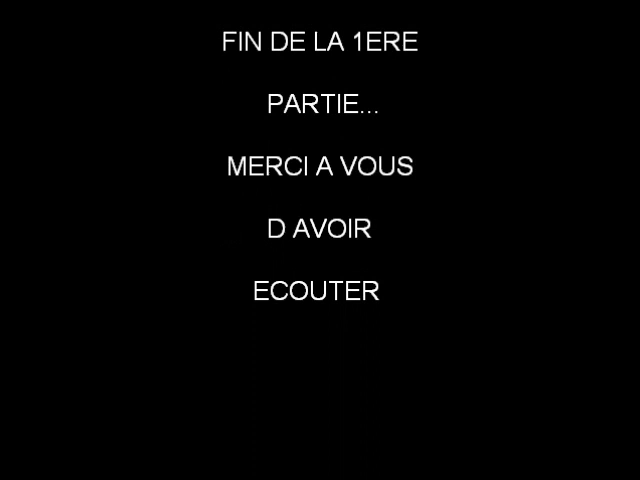 FIN DE LA 1ERE
PARTIE...
MERCI A VOUS
D AVOIR
ECOUTER